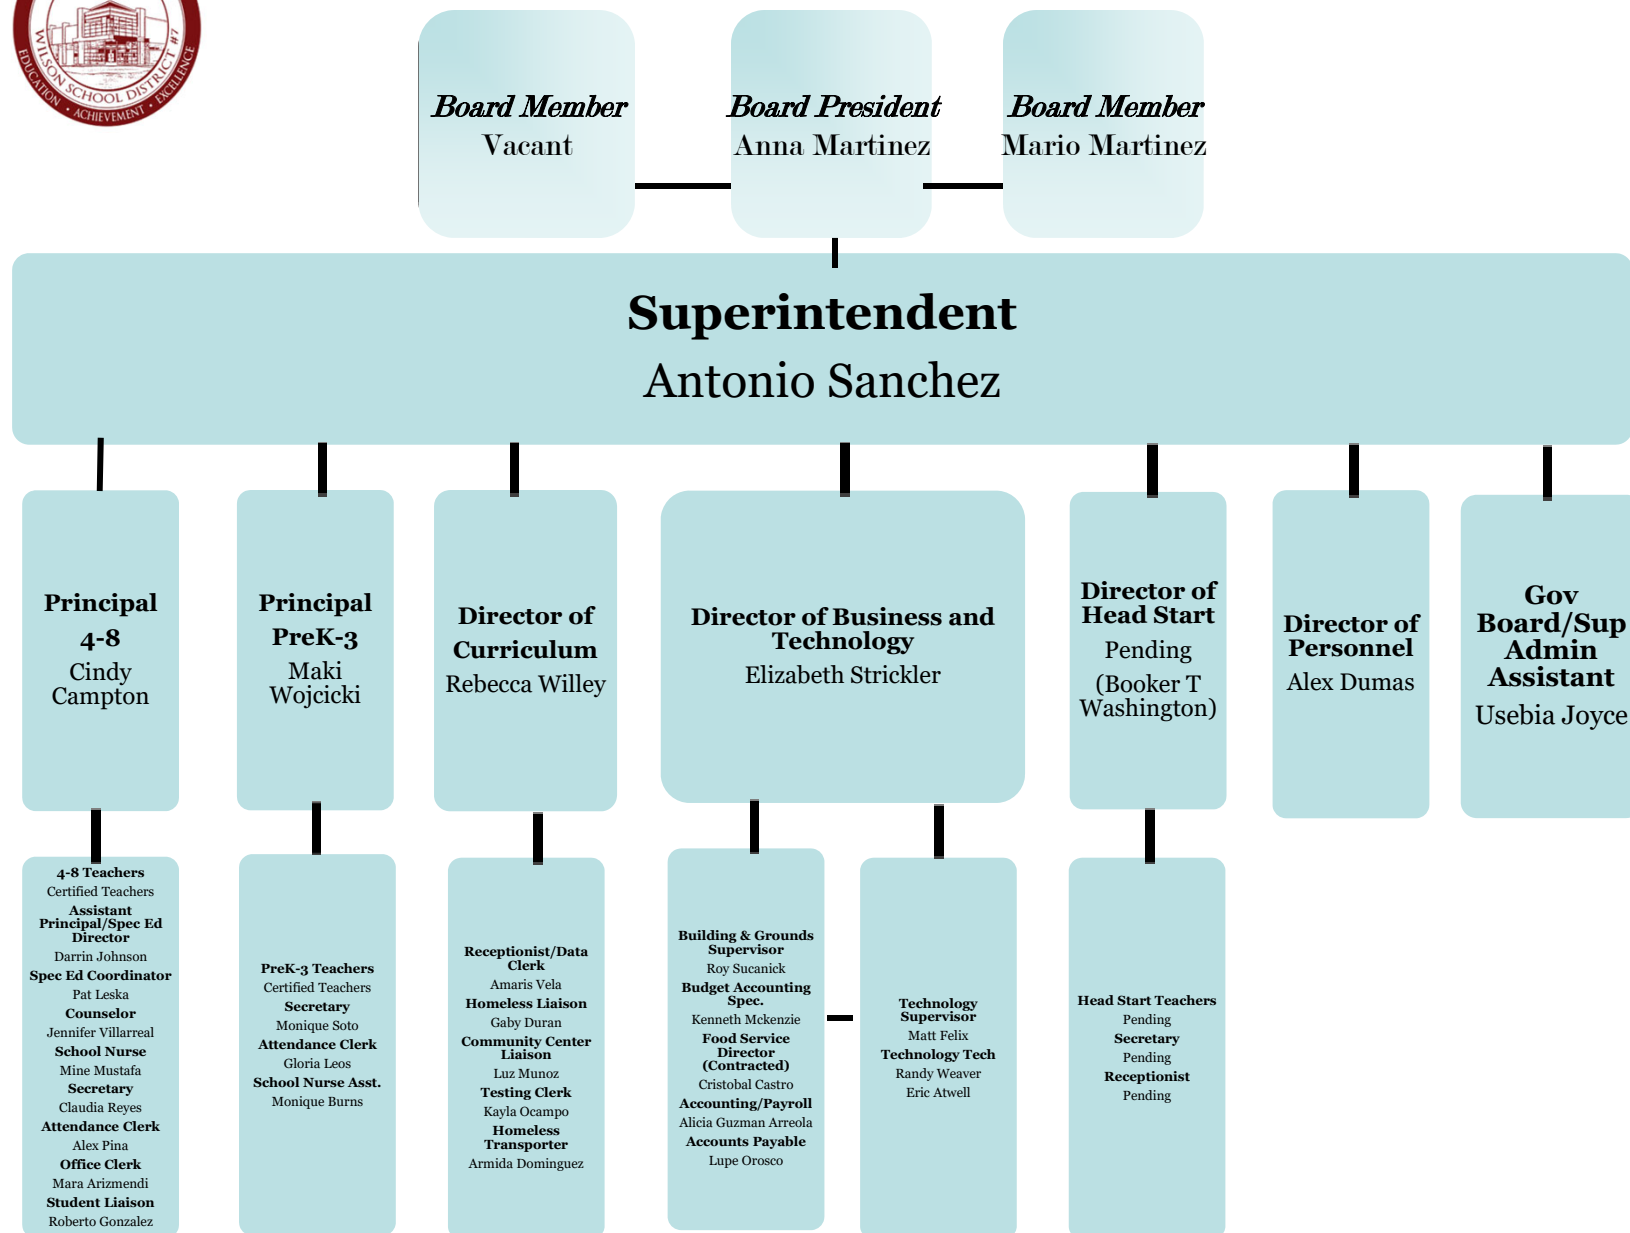 WILSON SCHOOL DISTRICT #7
EDUCATION • ACHIEVEMENT • EXCELLENCE
Board Member
Vacant
Board President
Anna Martinez
Board Member
Mario Martinez
Superintendent
Antonio Sanchez
Principal
4-8
Cindy
Campton
Principal
PreK-3
Maki
Wojcicki
Director of
Curriculum
Rebecca Willey
Director of Business and
Technology
Elizabeth Strickler
Director of
Head Start
Pending
(Booker T
Washington)
Director of
Personnel
Alex Dumas
Gov
Board/Sup
Admin
Assistant
Usebia Joyce
4-8 Teachers
Certified Teachers
Assistant
Principal/Spec Ed
Director
Darrin Johnson
Spec Ed Coordinator
Pat Leska
Counselor
Jennifer Villarreal
School Nurse
Mine Mustafa
Secretary
Claudia Reyes
Attendance Clerk
Alex Pina
Office Clerk
Mara Arizmendi
Student Liaison
Roberto Gonzalez
PreK-3 Teachers
Certified Teachers
Secretary
Monique Soto
Attendance Clerk
Gloria Leos
School Nurse Asst.
Monique Burns
Receptionist/Data
Clerk
Amaris Vela
Homeless Liaison
Gaby Duran
Community Center
Liaison
Luz Munoz
Testing Clerk
Kayla Ocampo
Homeless
Transporter
Armida Dominguez
Building & Grounds
Supervisor
Roy Sucanick
Budget Accounting
Spec.
Kenneth Mckenzie
Food Service
Director
(Contracted)
Cristobal Castro
Accounting/Payroll
Alicia Guzman Arreola
Accounts Payable
Lupe Orosco
Technology
Supervisor
Matt Felix
Technology Tech
Randy Weaver
Eric Atwell
Head Start Teachers
Pending
Secretary
Pending
Receptionist
Pending